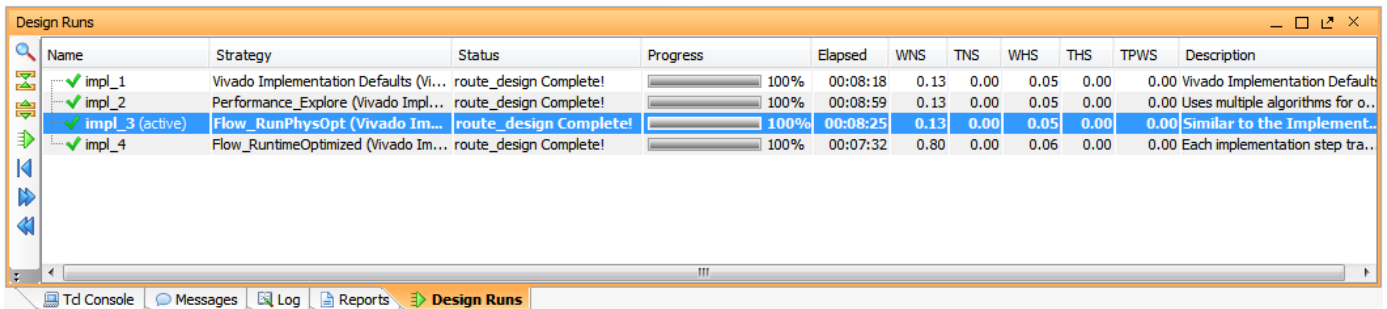 Design Runs
Name Strategy Status Progress Elapsed WNS TNS WHS THS TPWS Description
impl_1 Vivado Implementation Defaults (Vi... route_design Complete! 100% 00:08:18 0.13 0.00 0.05 0.00 0.00 Vivado Implementation Defaults
impl_2 Performance_Explore (Vivado Impl... route_design Complete! 100% 00:08:59 0.13 0.00 0.05 0.00 0.00 Uses multiple algorithms for o...
impl_3 (active) Flow_RunPhysOpt (Vivado Im... route_design Complete! 100% 00:08:25 0.13 0.00 0.05 0.00 0.00 Similar to the Implement...
impl_4 Flow_RuntimeOptimized (Vivado Im... route_design Complete! 100% 00:07:32 0.80 0.00 0.06 0.00 0.00 Each implementation step tra...
Tcl Console Messages Log Reports Design Runs